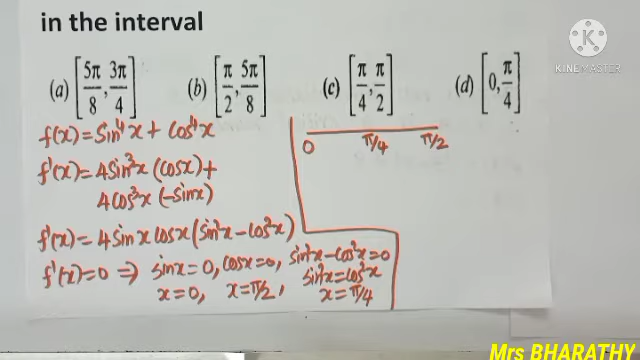 in the interval
KINEMASTER
(a) [5π/8, 3π/4] (b) [π/2, 5π/8] (c) [π/4, π/2] (d) [0, π/4]
f(x)=Sin⁴x + Cos⁴x
0 π/4 π/2
f'(x)=4Sin³x (cosx)+
4cos³x (-sinx)
f'(x)=4 Sinx cosx (sin²x-cos²x)
f'(x)=0 ⇒ sinx=0, cosx=0, sin²x-cos²x=0
sin²x=cos²x
x=0, x=π/2, x=π/4
Mrs BHARATHY